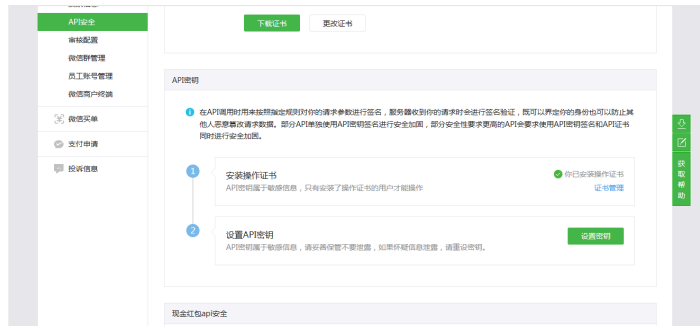 API安全
下载证书
更改证书
审核配置
微信群管理
员工账号管理
微信商户终端
微信买单
支付申请
投诉信息
API密钥
在API调用时用来按照指定规则对你的请求参数进行签名，服务器收到你的请求时会进行签名验证，既可以界定你的身份也可以防止其
他人恶意篡改请求数据。部分API单独使用API密钥签名进行安全加固，部分安全性要求更高的API会要求使用API密钥签名和API证书
同时进行安全加固。
1
安装操作证书
你已安装操作证书
API密钥属于敏感信息，只有安装了操作证书的用户才能操作
证书管理
2
设置API密钥
API密钥属于敏感信息，请妥善保管不要泄露，如果怀疑信息泄露，请重设密钥。
设置密钥
获取帮助
现金红包api安全